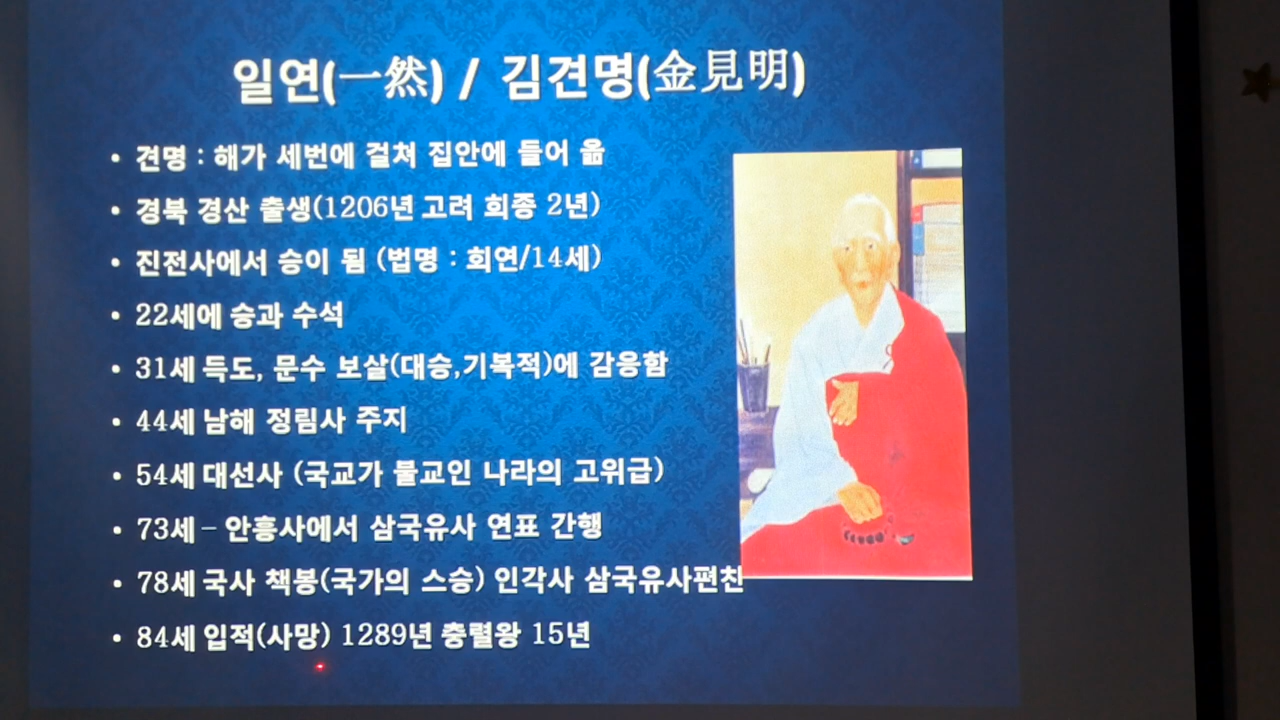 일연(一然) / 김견명(金見明)
• 견명 : 해가 세번에 걸쳐 집안에 들어 옮
• 경북 경산 출생(1206년 고려 희종 2년)
• 진전사에서 승이 됨 (법명 : 회연/14세)
• 22세에 승과 수석
• 31세 득도, 문수 보살(대승,기복적)에 감응함
• 44세 남해 정림사 주지
• 54세 대선사 (국교가 불교인 나라의 고위급)
• 73세 – 안흥사에서 삼국유사 연표 간행
• 78세 국사 책봉(국가의 스승) 인각사 삼국유사편친
• 84세 입적(사망) 1289년 충렬왕 15년